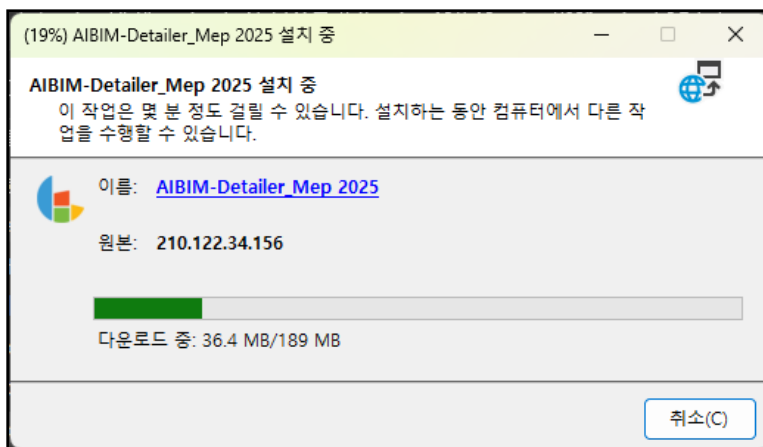 (19%) AIBIM-Detailer_Mep 2025 설치 중
AIBIM-Detailer_Mep 2025 설치 중
이 작업은 몇 분 정도 걸릴 수 있습니다. 설치하는 동안 컴퓨터에서 다른 작
업을 수행할 수 있습니다.
이름: AIBIM-Detailer_Mep 2025
원본: 210.122.34.156
다운로드 중: 36.4 MB/189 MB
취소(C)